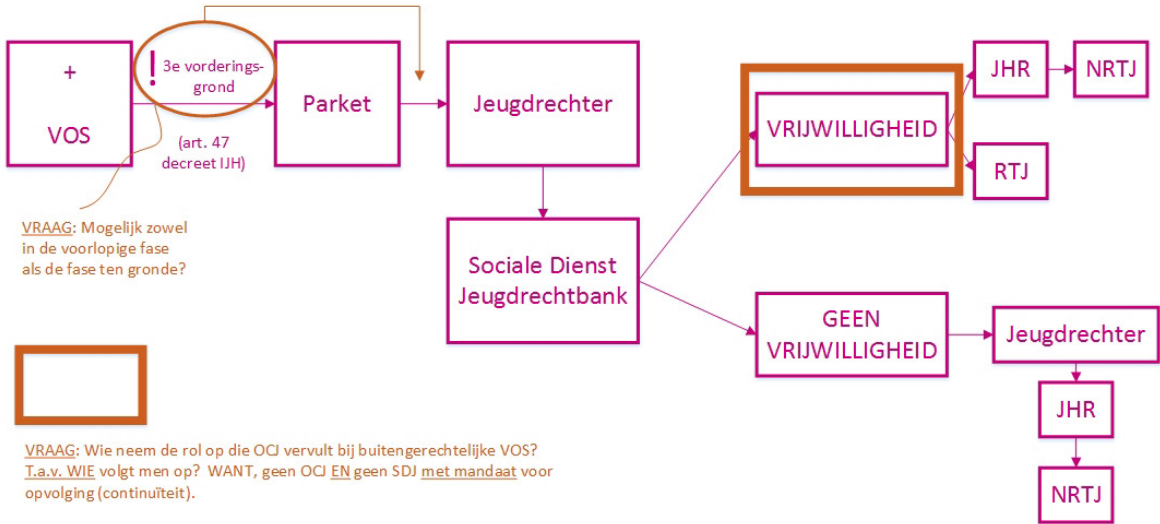 +
VOS
!
3e vorderings-
grond
(art. 47
decreet IJH)
Parket
Jeugdrechter
Sociale Dienst
Jeugdrechtbank
VRIJWILLIGHEID
JHR
NRTJ
RTJ
GEEN
VRIJWILLIGHEID
Jeugdrechter
JHR
NRTJ
VRAAG: Mogelijk zowel
in de voorlopige fase
als de fase ten gronde?
VRAAG: Wie neem de rol op die OCJ vervult bij buitengerechtelijke VOS?
T.a.v. WIE volgt men op? WANT, geen OCJ EN geen SDJ met mandaat voor
opvolging (continuïteit).